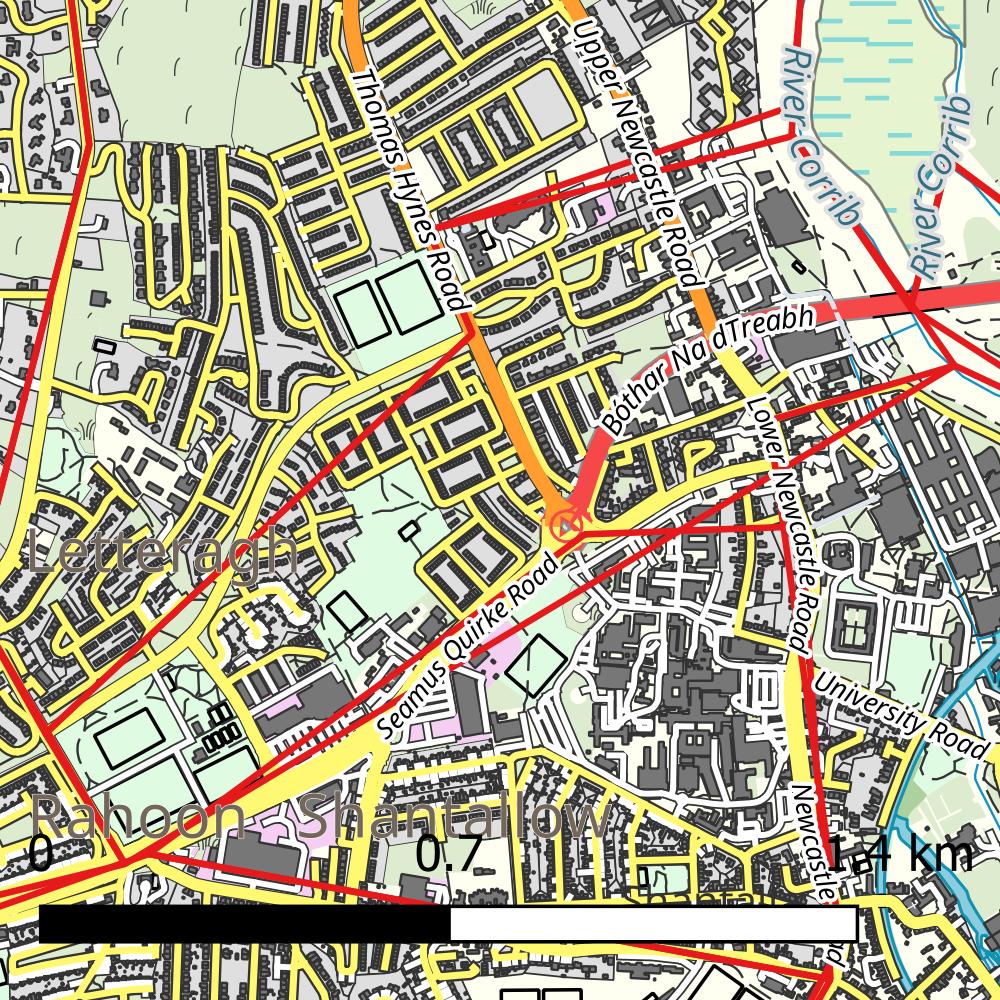 Thomas Hynes Road
Upper Newcastle Road
River Corrib
River Corrib
Bóthar Na dTreabh
Lower Newcastle Road
Letteragh
Seamus Quirke Road
University Road
Rahoon
Shantallow
Newcastle
0
0.7
1.4 km